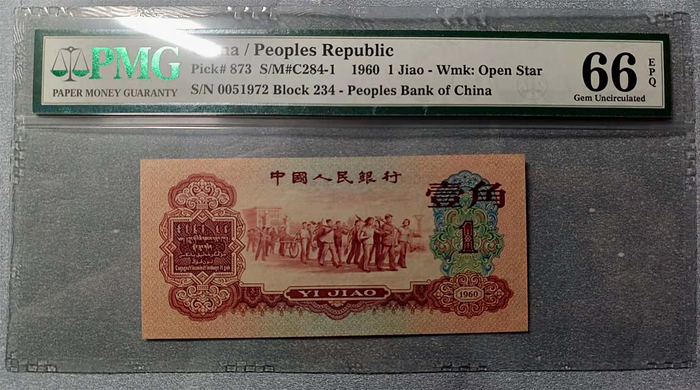 PMG
PAPER MONEY GUARANTY
na / Peoples Republic
Pick# 873 S/M#C284-1 1960 1 Jiao - Wmk: Open Star
S/N 0051972 Block 234 - Peoples Bank of China
66 EPQ
Gem Uncirculated
中國人民銀行
壹角
1
YI JIAO
1960